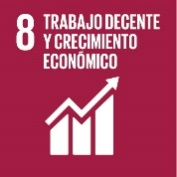 8 TRABAJO DECENTE
Y CRECIMIENTO
ECONÓMICO